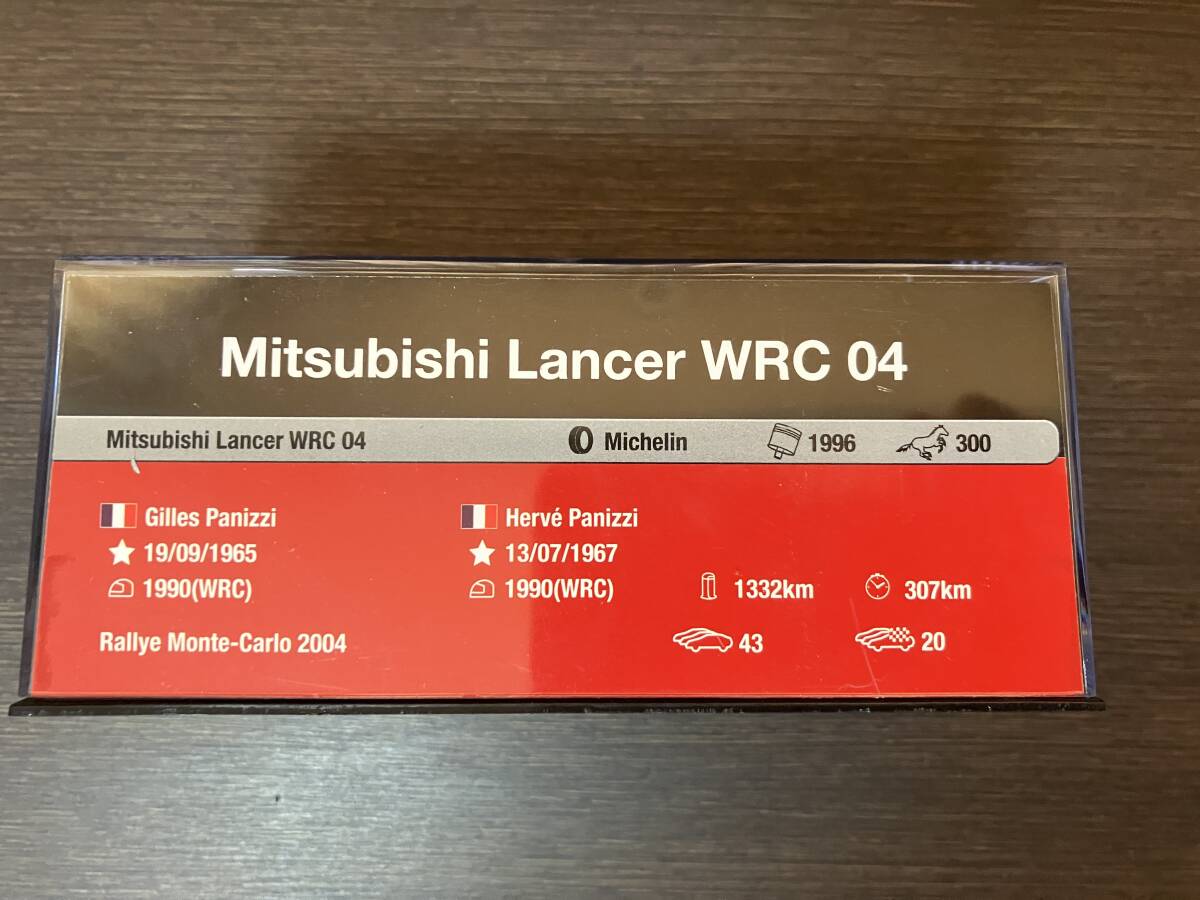 Mitsubishi Lancer WRC 04
Mitsubishi Lancer WRC 04 Michelin 1996 300
Gilles Panizzi Hervé Panizzi
19/09/1965 13/07/1967
1990(WRC) 1990(WRC) 1332km 307km
Rallye Monte-Carlo 2004 43 20